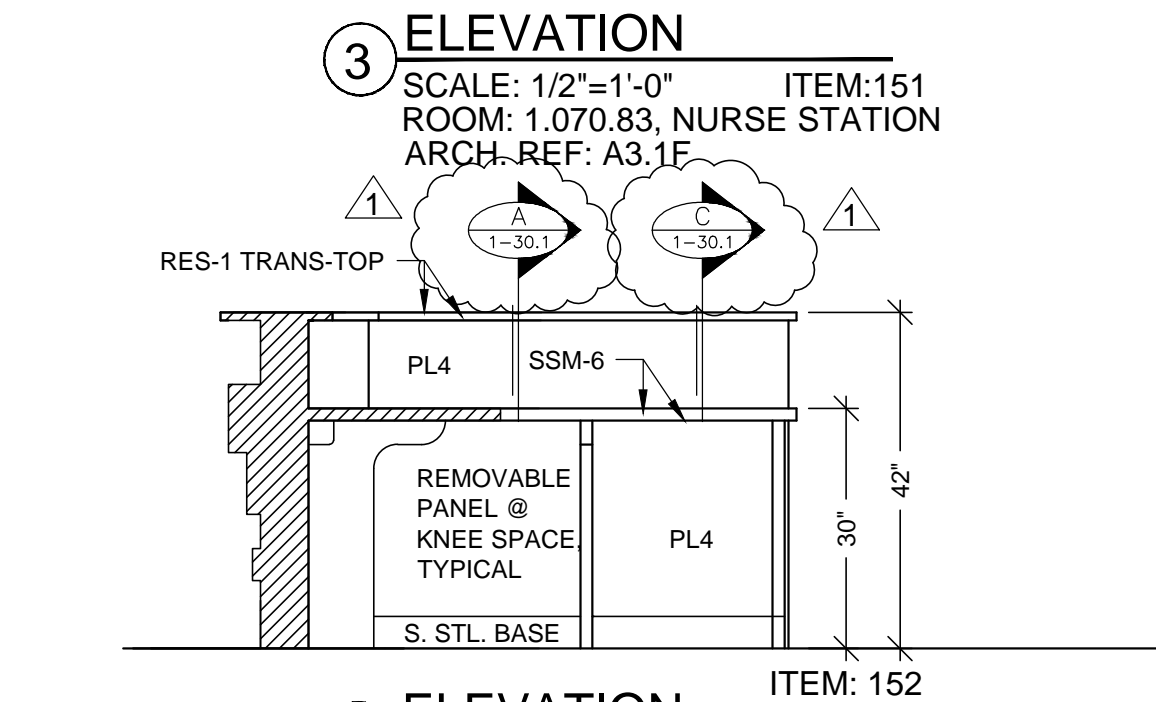 3 ELEVATION
SCALE: 1/2"=1'-0" ITEM:151
ROOM: 1.070.83, NURSE STATION
ARCH. REF: A3.1F
1
A
1-30.1
C
1-30.1
1
RES-1 TRANS-TOP
PL4
SSM-6
REMOVABLE
PANEL @
KNEE SPACE,
TYPICAL
PL4
30"
42"
S. STL. BASE
ITEM: 152
ELEVATION